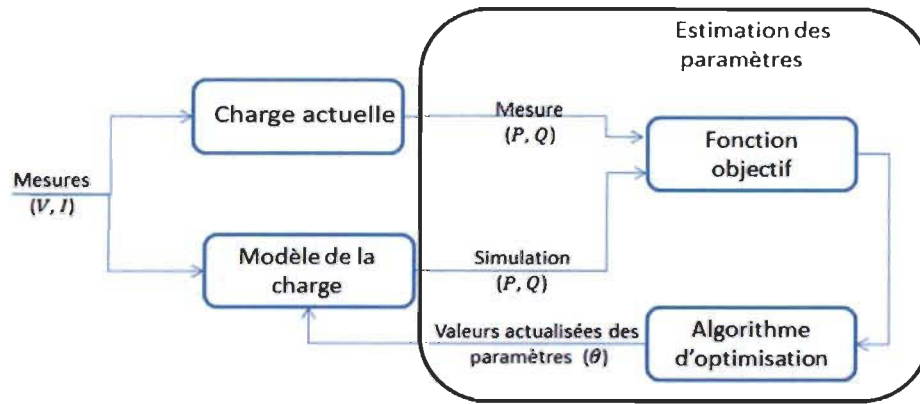 Estimation des
paramètres
Charge actuelle
Mesure
(P, Q)
Fonction
objectif
Mesures
(V, I)
Modèle de la
charge
Simulation
(P, Q)
Valeurs actualisées des
paramètres (θ)
Algorithme
d'optimisation